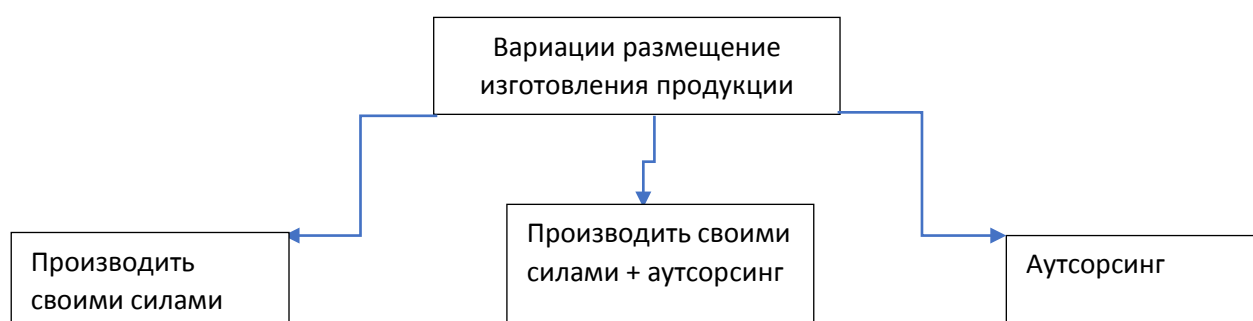 Вариации размещение
изготовления продукции
Производить
своими силами
Производить своими
силами + аутсорсинг
Аутсорсинг